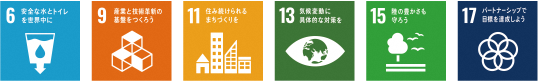 6 安全な水とトイレ
を世界中に
9 産業と技術革新の
基盤をつくろう
11 住み続けられる
まちづくりを
13 気候変動に
具体的な対策を
15 陸の豊かさも
守ろう
17 パートナーシップで
目標を達成しよう